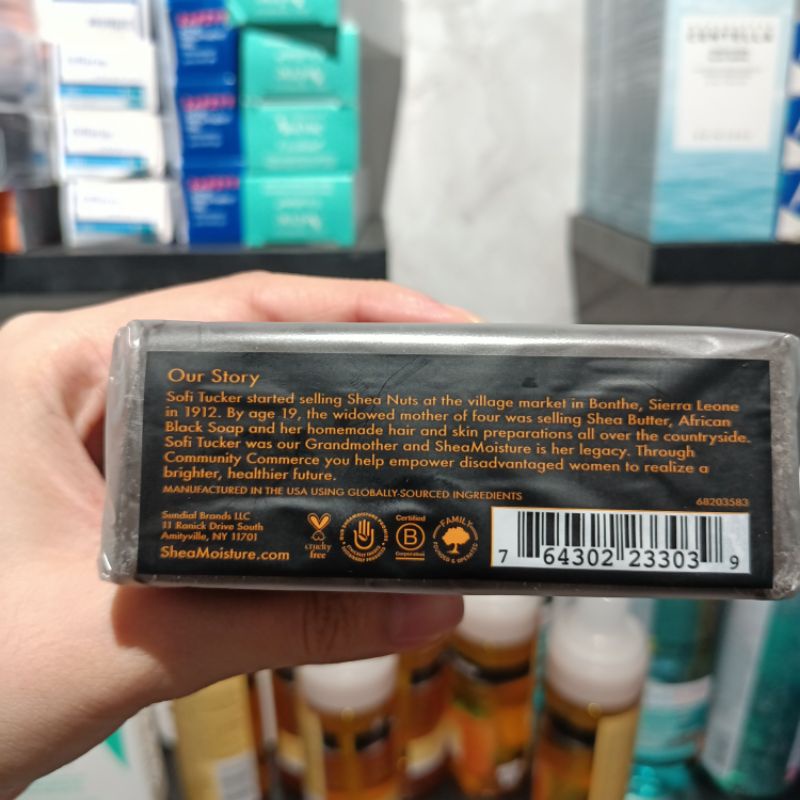 CENTELLA
Our Story
Sofi Tucker started selling Shea Nuts at the village market in Bonthe, Sierra Leone
in 1912. By age 19, the widowed mother of four was selling Shea Butter, African
Black Soap and her homemade hair and skin preparations all over the countryside.
Sofi Tucker was our Grandmother and SheaMoisture is her legacy. Through
Community Commerce you help empower disadvantaged women to realize a
brighter, healthier future.
MANUFACTURED IN THE USA USING GLOBALLY-SOURCED INGREDIENTS
68203583
Sundial Brands LLC
11 Ranick Drive South
Amityville, NY 11701
SheaMoisture.com
cruelty
free
Certified
B
Corporation
FAMILY
FOUNDED & OPERATED
7 64302 23303 9